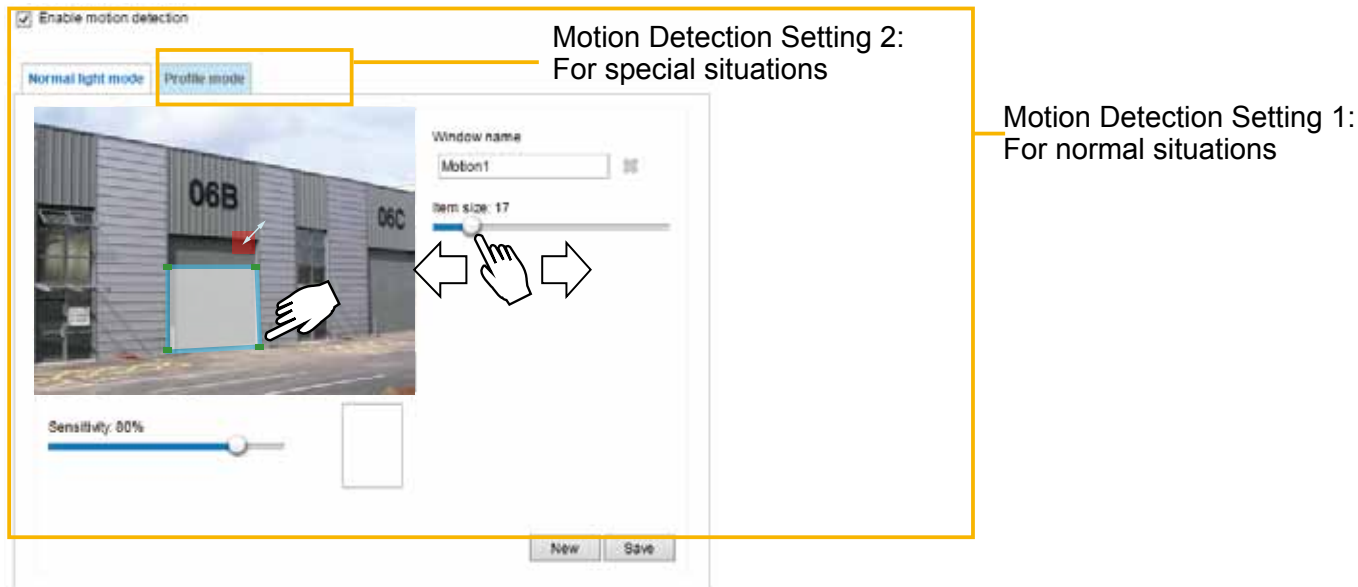 Enable motion detection
Motion Detection Setting 2:
For special situations
Normal light mode
Profile mode
Motion Detection Setting 1:
For normal situations
Window name
Motion1
Item size: 17
06B
06C
Sensitivity: 80%
New
Save